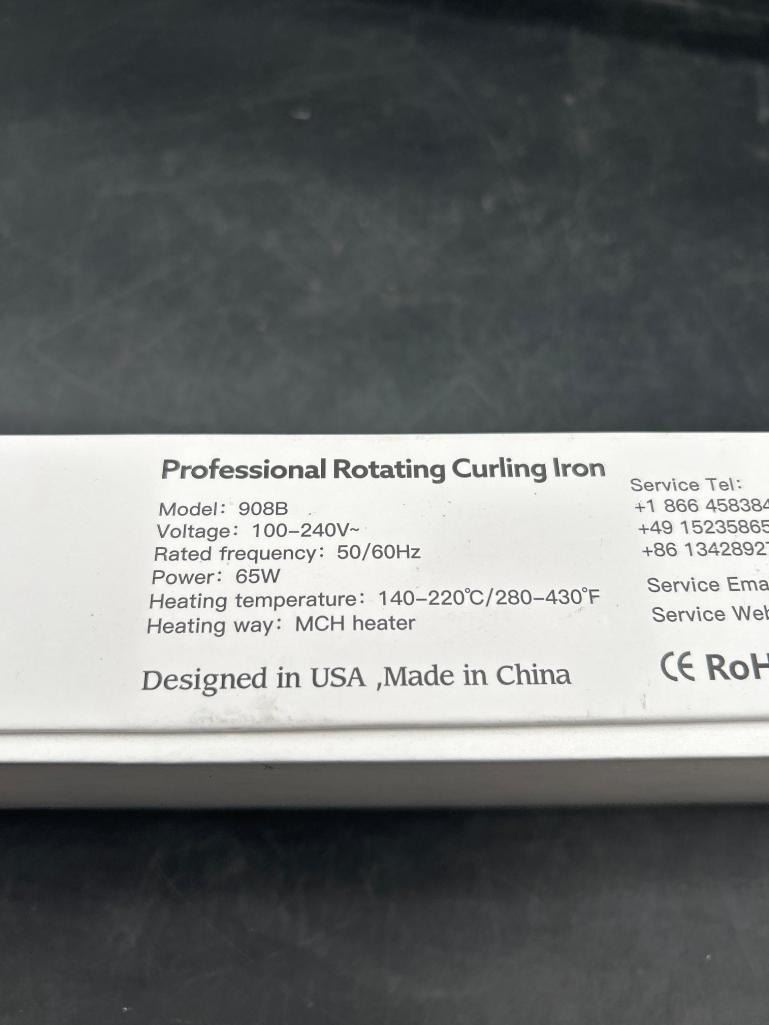 Professional Rotating Curling Iron
Model: 908B
Voltage: 100-240V~
Rated frequency: 50/60Hz
Power: 65W
Heating temperature: 140-220℃/280-430°F
Heating way: MCH heater
Designed in USA ,Made in China
Service Tel:
+1 866 458384
+49 15235865
+86 1342892
Service Ema
Service Web
CE RoH